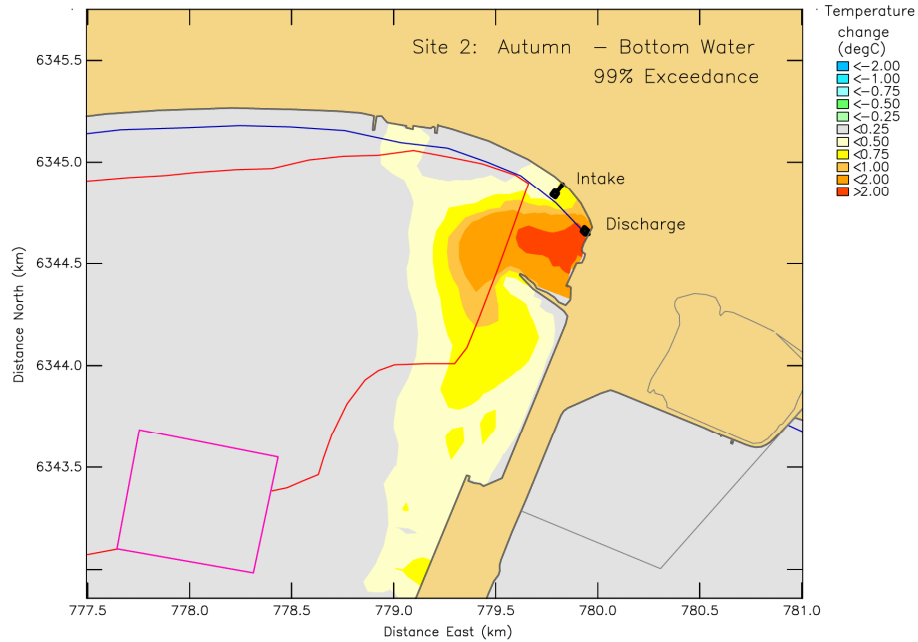 Temperature
change
(degC)
<-2.00
<-1.00
<-0.75
<-0.50
<-0.25
<0.25
<0.50
<0.75
<1.00
<2.00
>2.00
Site 2: Autumn – Bottom Water
99% Exceedance
Intake
Discharge
6345.5
6345.0
6344.5
6344.0
6343.5
Distance North (km)
777.5 778.0 778.5 779.0 779.5 780.0 780.5 781.0
Distance East (km)